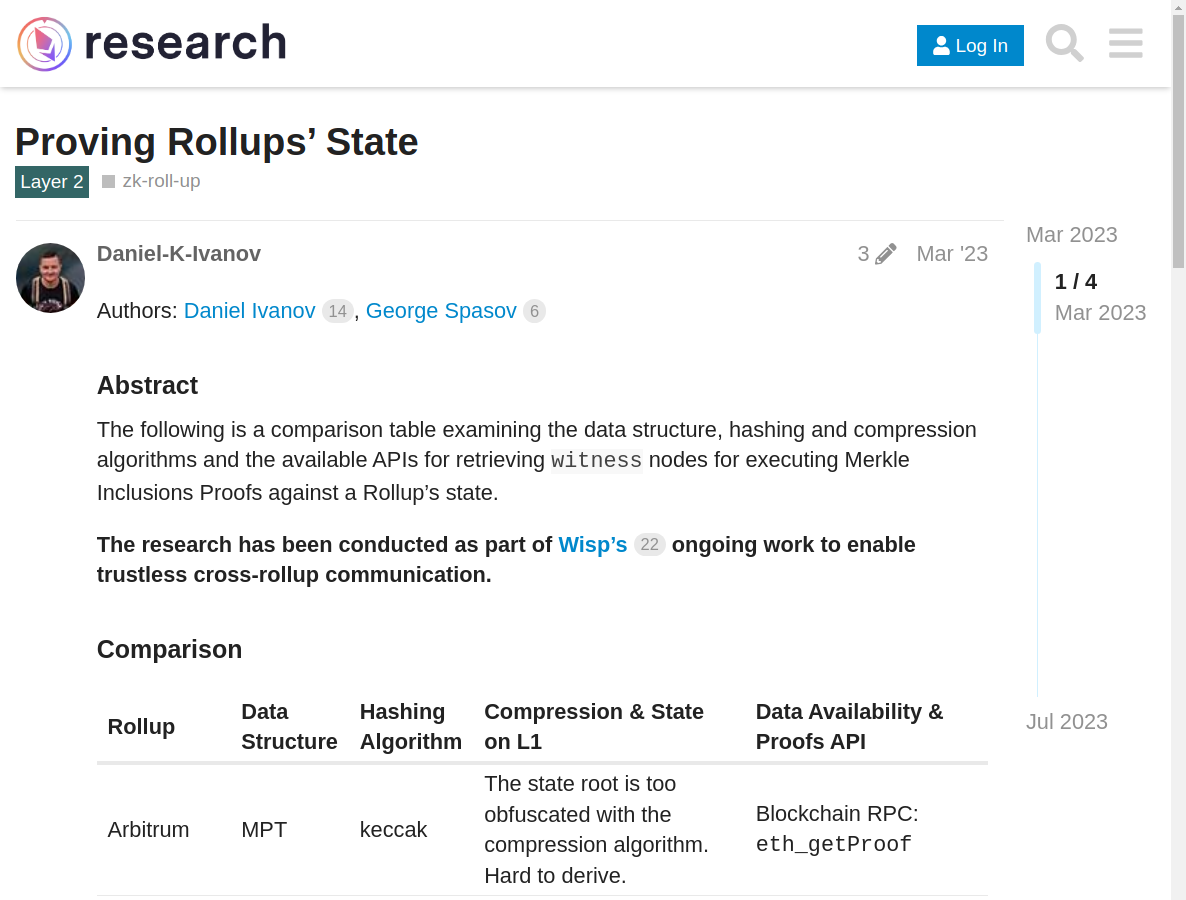 research
Log In
Proving Rollups’ State
Layer 2 zk-roll-up
Daniel-K-Ivanov
3 Mar '23
Authors: Daniel Ivanov 14, George Spasov 6
Abstract
The following is a comparison table examining the data structure, hashing and compression
algorithms and the available APIs for retrieving witness nodes for executing Merkle
Inclusions Proofs against a Rollup’s state.
The research has been conducted as part of Wisp’s 22 ongoing work to enable
trustless cross-rollup communication.
Comparison
Rollup
Data
Structure
Hashing
Algorithm
Compression & State
on L1
Data Availability &
Proofs API
Arbitrum
MPT
keccak
The state root is too
obfuscated with the
compression algorithm.
Hard to derive.
Blockchain RPC:
eth_getProof
Mar 2023
1 / 4
Mar 2023
Jul 2023